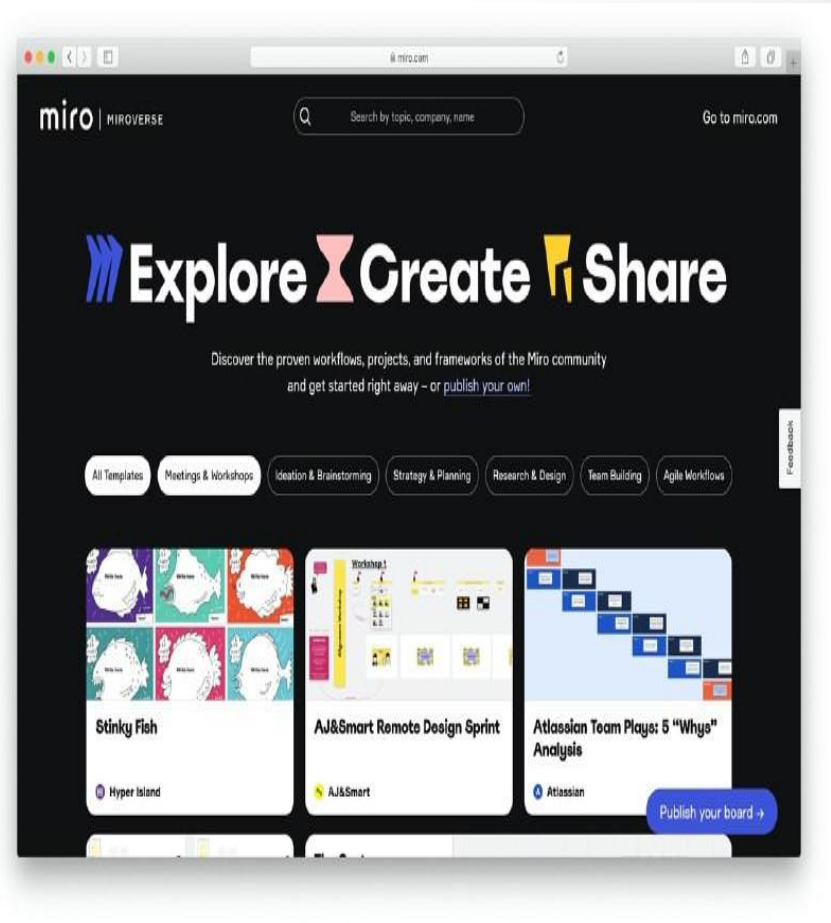 miro.com
miro | MIROVERSE
Search by topic, company, name
Go to miro.com
Explore Create Share
Discover the proven workflows, projects, and frameworks of the Miro community
and get started right away – or publish your own!
Feedback
All Templates
Meetings & Workshops
Ideation & Brainstorming
Strategy & Planning
Research & Design
Team Building
Agile Workflows
Workshop 1
Stinky Fish
Hyper Island
AJ&Smart Remote Design Sprint
AJ&Smart
Atlassian Team Plays: 5 “Whys”
Analysis
Atlassian
Publish your board →